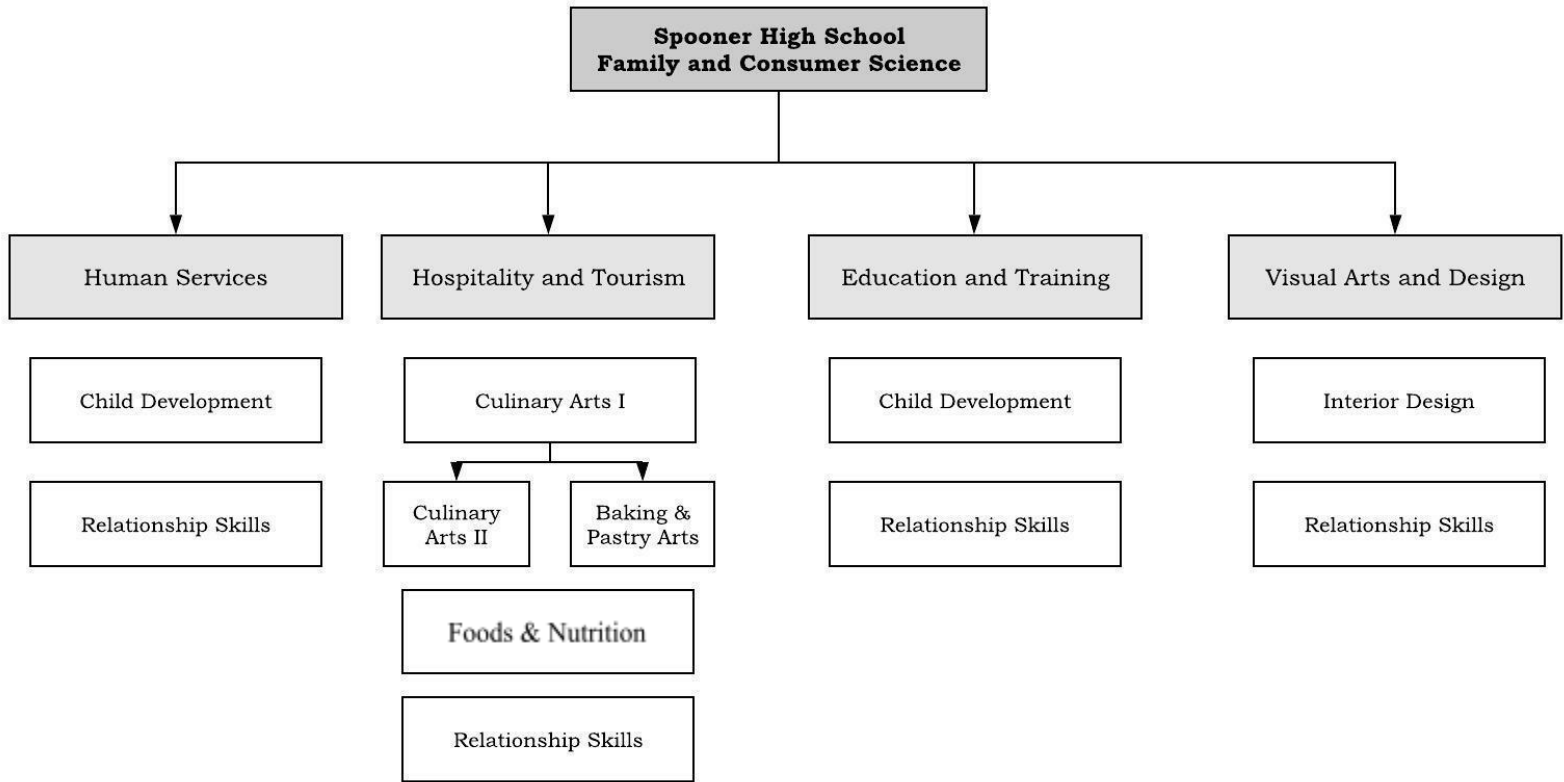 Spooner High School
Family and Consumer Science
Human Services
Hospitality and Tourism
Education and Training
Visual Arts and Design
Child Development
Culinary Arts I
Child Development
Interior Design
Relationship Skills
Culinary
Arts II
Baking &
Pastry Arts
Relationship Skills
Relationship Skills
Foods & Nutrition
Relationship Skills